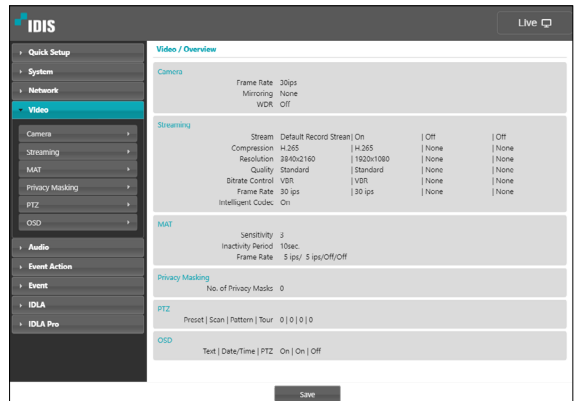 IDIS
Live
Quick Setup
System
Network
Video
Camera
Streaming
MAT
Privacy Masking
PTZ
OSD
Audio
Event Action
Event
IDLA
IDLA Pro
Video / Overview
Camera
Frame Rate 30ips
Mirroring None
WDR Off
Streaming
Stream Default Record Strean| On | Off | Off
Compression H.265 | H.265 | None | None
Resolution 3840x2160 | 1920x1080 | None | None
Quality Standard | Standard | None | None
Bitrate Control VBR | VBR | None | None
Frame Rate 30 ips | 30 ips | None | None
Intelligent Codec On
MAT
Sensitivity 3
Inactivity Period 10sec.
Frame Rate 5 ips/ 5 ips/Off/Off
Privacy Masking
No. of Privacy Masks 0
PTZ
Preset | Scan | Pattern | Tour 0 | 0 | 0 | 0
OSD
Text | Date/Time | PTZ On | On | Off
Save